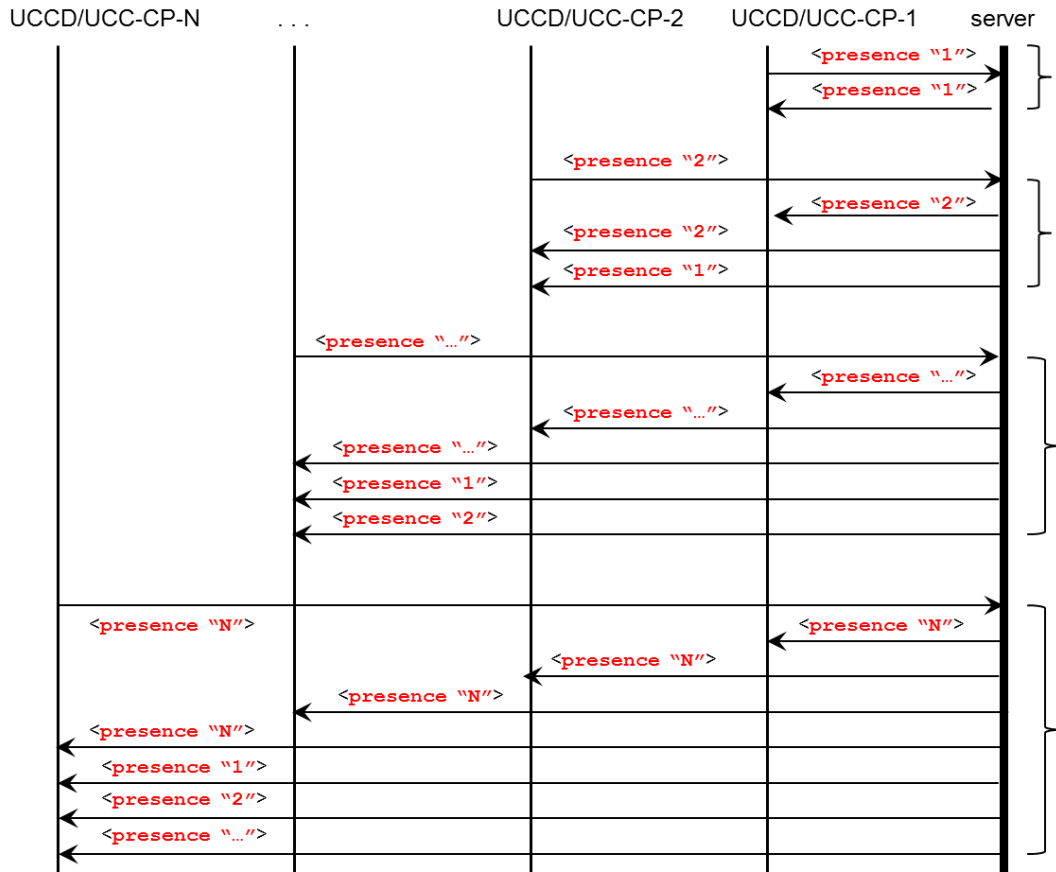 UCCD/UCC-CP-N . . . UCCD/UCC-CP-2 UCCD/UCC-CP-1 server
<presence “1”>
<presence “1”>
<presence “2”>
<presence “2”>
<presence “2”>
<presence “1”>
<presence “…”>
<presence “…”>
<presence “…”>
<presence “…”>
<presence “1”>
<presence “2”>
<presence “N”> <presence “N”>
<presence “N”>
<presence “N”>
<presence “N”>
<presence “1”>
<presence “2”>
<presence “…”>